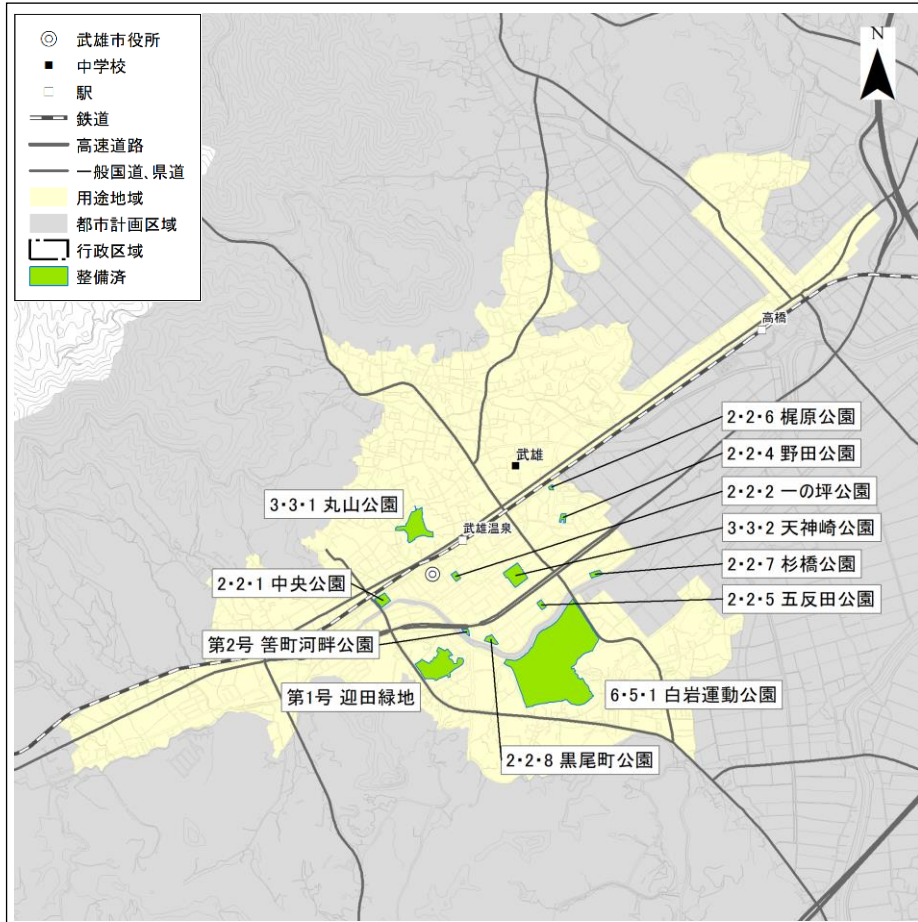 武雄市役所
中学校
駅
鉄道
高速道路
一般国道、県道
用途地域
都市計画区域
行政区域
整備済
N
高橋
2・2・6 梶原公園
武雄
2・2・4 野田公園
2・2・2 一の坪公園
3・3・1 丸山公園
武雄温泉
3・3・2 天神崎公園
2・2・7 杉橋公園
2・2・1 中央公園
2・2・5 五反田公園
第2号 筈町河畔公園
第1号 迎田緑地
6・5・1 白岩運動公園
2・2・8 黒尾町公園